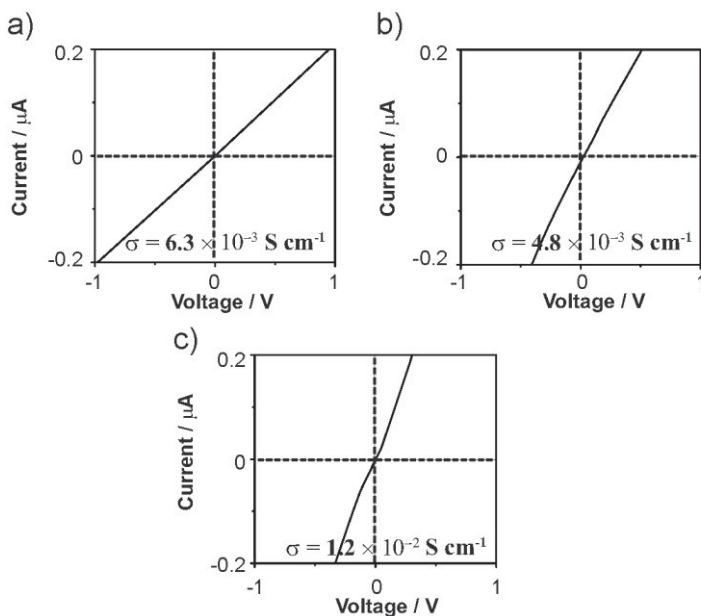 a)
0.2
Current / μA
0
σ = 6.3 × 10⁻³ S cm⁻¹
-0.2
-1 0 1
Voltage / V
b)
0.2
Current / μA
0
σ = 4.8 × 10⁻³ S cm⁻¹
-0.2
-1 0 1
Voltage / V
c)
0.2
Current / μA
0
σ = 1.2 × 10⁻² S cm⁻¹
-0.2
-1 0 1
Voltage / V